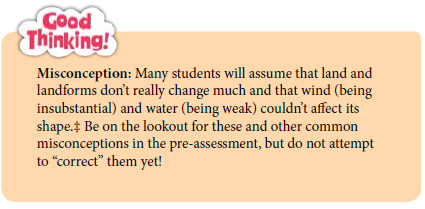 Good
Thinking!
Misconception: Many students will assume that land and
landforms don’t really change much and that wind (being
insubstantial) and water (being weak) couldn’t affect its
shape.‡ Be on the lookout for these and other common
misconceptions in the pre-assessment, but do not attempt
to “correct” them yet!